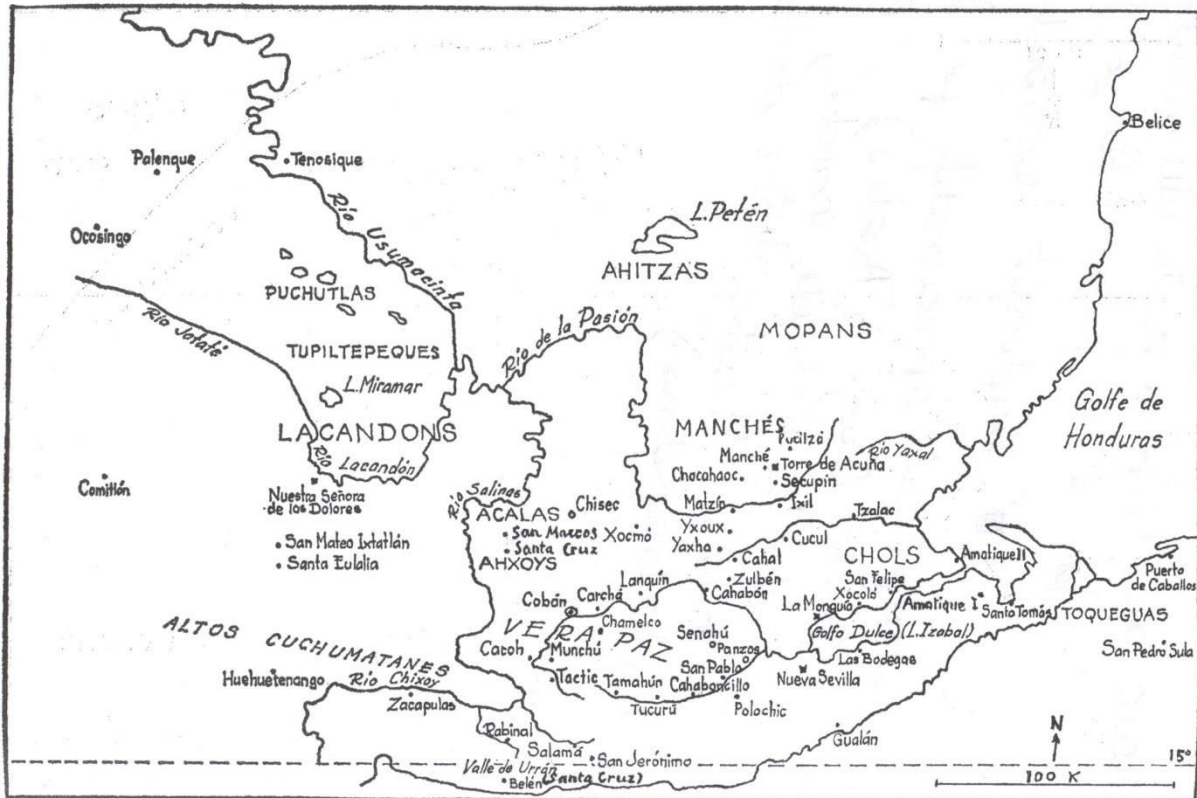 Belice
Palenque
Tenosique
L. Petén
Ocosingo
Río Usumacinta
AHITZAS
PUCHUTLAS
Río de la Pasión
MOPANS
Río Jotaté
TUPILTEPEQUES
L. Miramar
Golfe de
Honduras
LACANDONS
MANCHÉS
Pucilzá
Manché
Torre de Acuña
Río Yaxal
Chocahaoc
Secupin
Río
Lacandón
Comitlón
Nuestra Señora
de los Dolores
Río Salinas
ACALAS
Chisec
Matzín
Ixil
Tzalac
San Marcos
Xocmó
Yxoux
Santa Cruz
Yaxha
Cucul
San Mateo Ixtatlán
Santa Eulalia
AHXOYS
Cahal
CHOLS
Amatique II
Puerto
de Caballos
Lanquín
Zulbén
San Felipe
Cahabón
Xocoló
Carchá
Cobán
La Monguía
Amatique I
Santo Tomás
TOQUEGUAS
Chamelco
VERA PAZ
Senahú
Golfo Dulce (L. Izabal)
ALTOS CUCHUMATANES
Cacoh
Munchú
Panzos
Las Bodegas
San Pedro Sula
San Pablo
Huehuetenango
Río Chixoy
Tactic
Tamahún
Cahaboncillo
Nueva Sevilla
Zacapulas
Tucurú
Polochic
Rabinal
Gualán
N
Salamá
San Jerónimo
15°
Valle de Urrán
Belén (Santa Cruz)
100 K